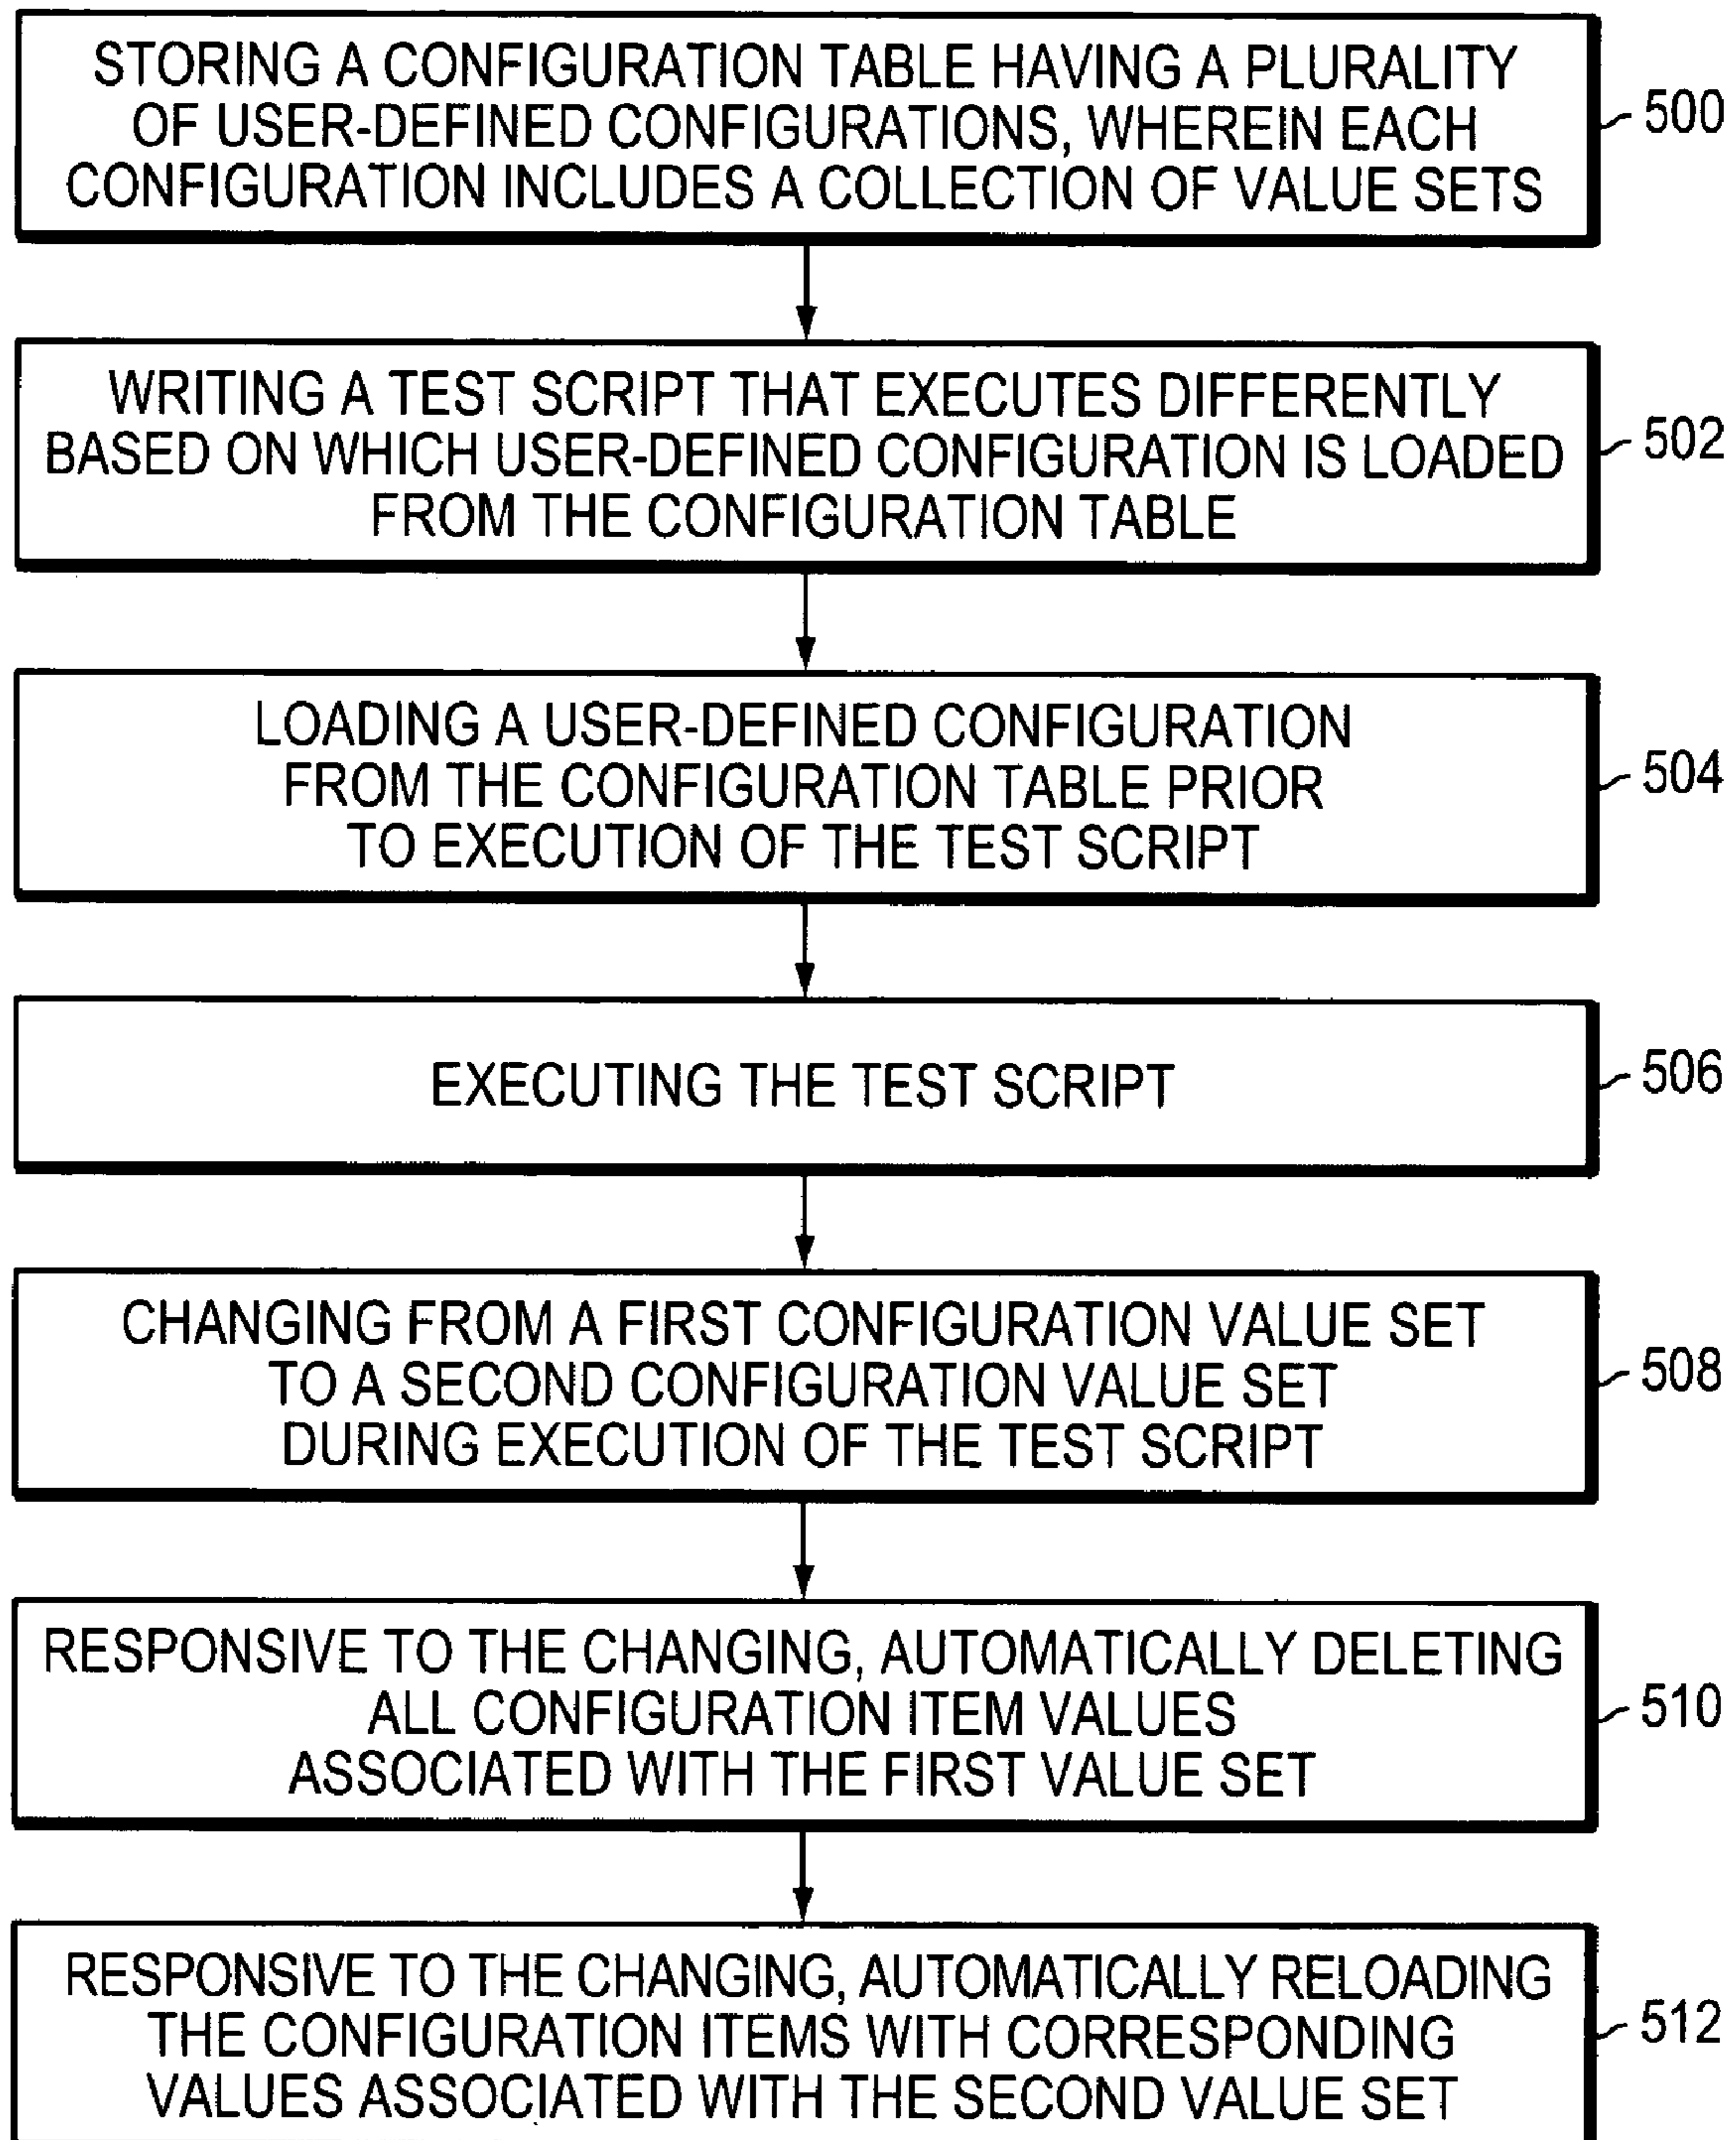 STORING A CONFIGURATION TABLE HAVING A PLURALITY
OF USER-DEFINED CONFIGURATIONS, WHEREIN EACH
CONFIGURATION INCLUDES A COLLECTION OF VALUE SETS
500
WRITING A TEST SCRIPT THAT EXECUTES DIFFERENTLY
BASED ON WHICH USER-DEFINED CONFIGURATION IS LOADED
FROM THE CONFIGURATION TABLE
502
LOADING A USER-DEFINED CONFIGURATION
FROM THE CONFIGURATION TABLE PRIOR
TO EXECUTION OF THE TEST SCRIPT
504
EXECUTING THE TEST SCRIPT
506
CHANGING FROM A FIRST CONFIGURATION VALUE SET
TO A SECOND CONFIGURATION VALUE SET
DURING EXECUTION OF THE TEST SCRIPT
508
RESPONSIVE TO THE CHANGING, AUTOMATICALLY DELETING
ALL CONFIGURATION ITEM VALUES
ASSOCIATED WITH THE FIRST VALUE SET
510
RESPONSIVE TO THE CHANGING, AUTOMATICALLY RELOADING
THE CONFIGURATION ITEMS WITH CORRESPONDING
VALUES ASSOCIATED WITH THE SECOND VALUE SET
512